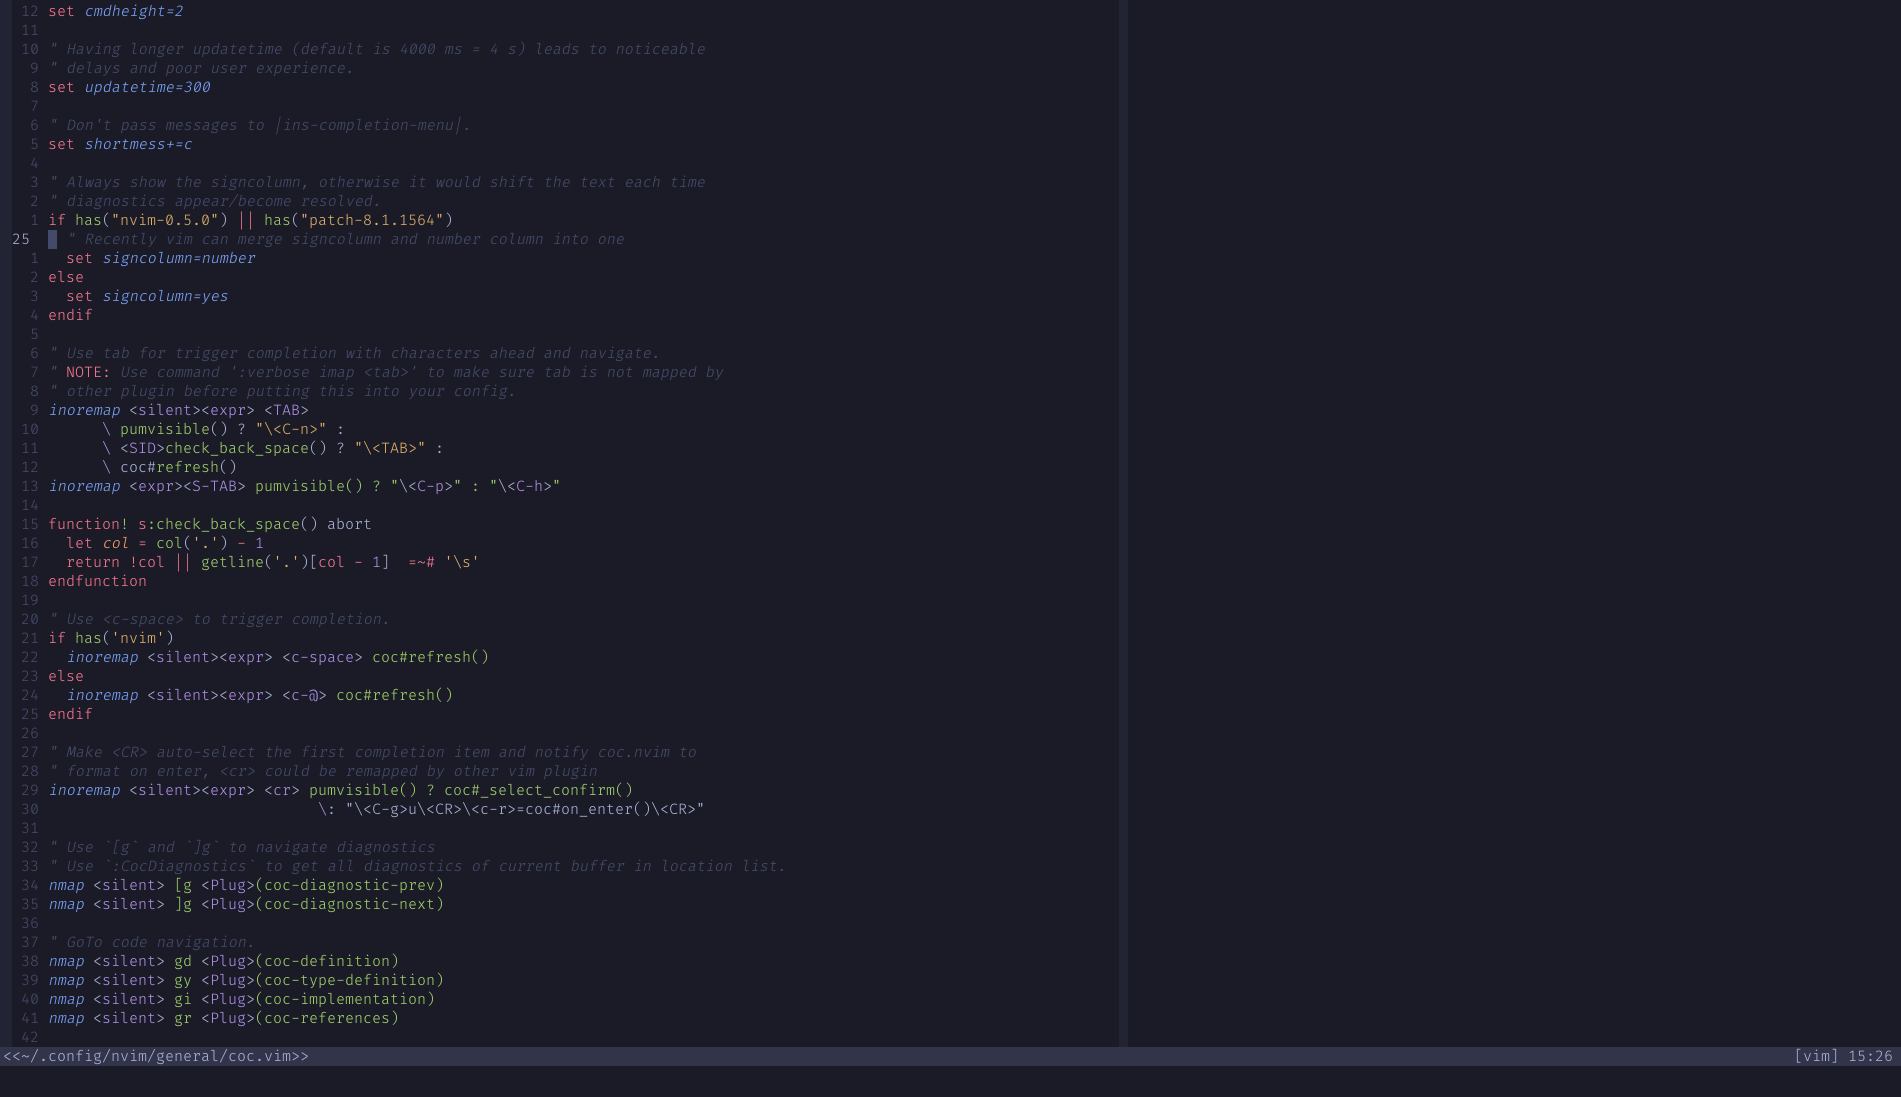 12 set cmdheight=2
11
10 " Having longer updatetime (default is 4000 ms = 4 s) leads to noticeable
9 " delays and poor user experience.
8 set updatetime=300
7
6 " Don't pass messages to |ins-completion-menu|.
5 set shortmess+=c
4
3 " Always show the signcolumn, otherwise it would shift the text each time
2 " diagnostics appear/become resolved.
1 if has("nvim-0.5.0") || has("patch-8.1.1564")
25   " Recently vim can merge signcolumn and number column into one
1   set signcolumn=number
2 else
3   set signcolumn=yes
4 endif
5
6 " Use tab for trigger completion with characters ahead and navigate.
7 " NOTE: Use command ':verbose imap <tab>' to make sure tab is not mapped by
8 " other plugin before putting this into your config.
9 inoremap <silent><expr> <TAB>
10       \ pumvisible() ? "\<C-n>" :
11       \ <SID>check_back_space() ? "\<TAB>" :
12       \ coc#refresh()
13 inoremap <expr><S-TAB> pumvisible() ? "\<C-p>" : "\<C-h>"
14
15 function! s:check_back_space() abort
16   let col = col('.') - 1
17   return !col || getline('.')[col - 1]  =~# '\s'
18 endfunction
19
20 " Use <c-space> to trigger completion.
21 if has('nvim')
22   inoremap <silent><expr> <c-space> coc#refresh()
23 else
24   inoremap <silent><expr> <c-@> coc#refresh()
25 endif
26
27 " Make <CR> auto-select the first completion item and notify coc.nvim to
28 " format on enter, <cr> could be remapped by other vim plugin
29 inoremap <silent><expr> <cr> pumvisible() ? coc#_select_confirm()
30                               \: "\<C-g>u\<CR>\<c-r>=coc#on_enter()\<CR>"
31
32 " Use `[g` and `]g` to navigate diagnostics
33 " Use `:CocDiagnostics` to get all diagnostics of current buffer in location list.
34 nmap <silent> [g <Plug>(coc-diagnostic-prev)
35 nmap <silent> ]g <Plug>(coc-diagnostic-next)
36
37 " GoTo code navigation.
38 nmap <silent> gd <Plug>(coc-definition)
39 nmap <silent> gy <Plug>(coc-type-definition)
40 nmap <silent> gi <Plug>(coc-implementation)
41 nmap <silent> gr <Plug>(coc-references)
42
<<~/.config/nvim/general/coc.vim>> [vim] 15:26